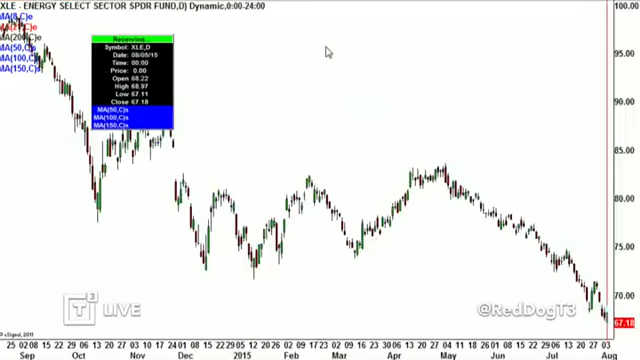 XLE - ENERGY SELECT SECTOR SPDR FUND,D) Dynamic,0:00-24:00
MA(8,C)e
MA(21,C)e
MA(200,C)e
MA(50,C)s
MA(100,C)s
MA(150,C)s
Receiving...
Symbol: XLE,D
Date: 08/05/15
Time: 00:00
Price: 0.00
Open 68.22
High 68.97
Low 67.11
Close 67.18
MA(50,C)s
MA(100,C)s
MA(150,C)s
100.00
95.00
90.00
85.00
80.00
75.00
70.00
67.18
T3 LIVE
@RedDogT3
© eSignal, 2011
25 02 08 15 22 06 13 20 27 03 10 17 24 08 15 22 05 12 20 26 02 09 17 23 02 09 16 23 30 06 13 20 27 04 11 18 26 08 15 22 06 13 20 27 03
Sep Oct Nov Dec 2015 Feb Mar Apr May Jun Jul Aug